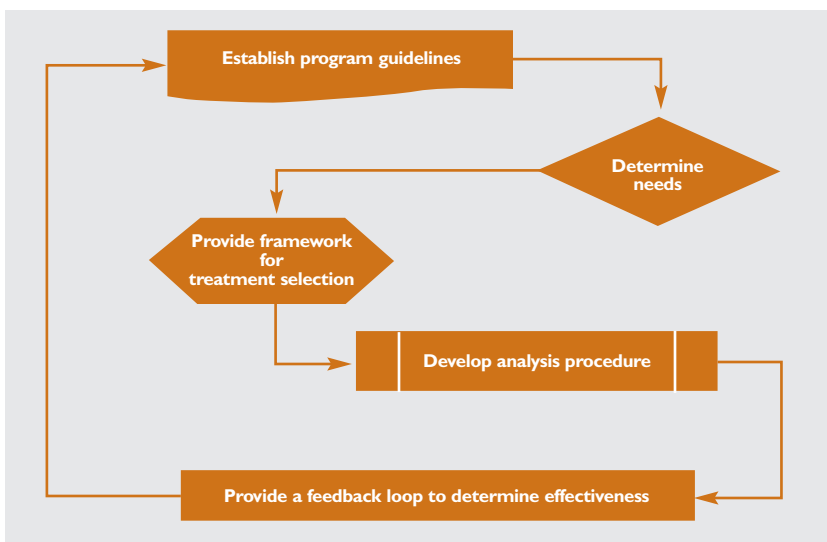 Establish program guidelines
Determine
needs
Provide framework
for
treatment selection
Develop analysis procedure
Provide a feedback loop to determine effectiveness